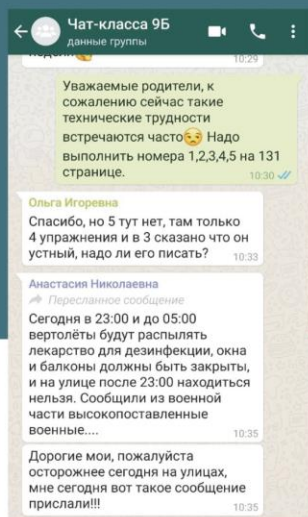 Чат-класса 9Б
данные группы
недели
10:29
Уважаемые родители, к
сожалению сейчас такие
технические трудности
встречаются часто😒 Надо
выполнить номера 1,2,3,4,5 на 131
странице.
10:30
Ольга Игоревна
Спасибо, но 5 тут нет, там только
4 упражнения и в 3 сказано что он
устный, надо ли его писать?
10:33
Анастасия Николаевна
Пересланное сообщение
Сегодня в 23:00 и до 05:00
вертолёты будут распылять
лекарство для дезинфекции, окна
и балконы должны быть закрыты,
и на улице после 23:00 находиться
нельзя. Сообщили из военной
части высокопоставленные
военные....
10:35
Дорогие мои, пожалуйста
осторожнее сегодня на улицах,
мне сегодня вот такое сообщение
прислали!!!
10:35